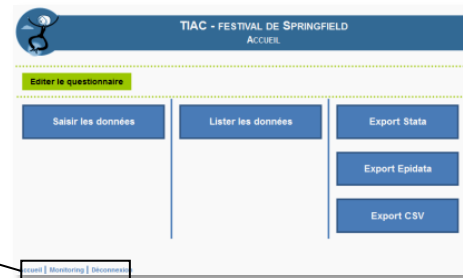 TIAC - FESTIVAL DE SPRINGFIELD
ACCUEIL
Editer le questionnaire
Saisir les données
Lister les données
Export Stata
Export Epidata
Export CSV
Accueil | Monitoring | Déconnexion